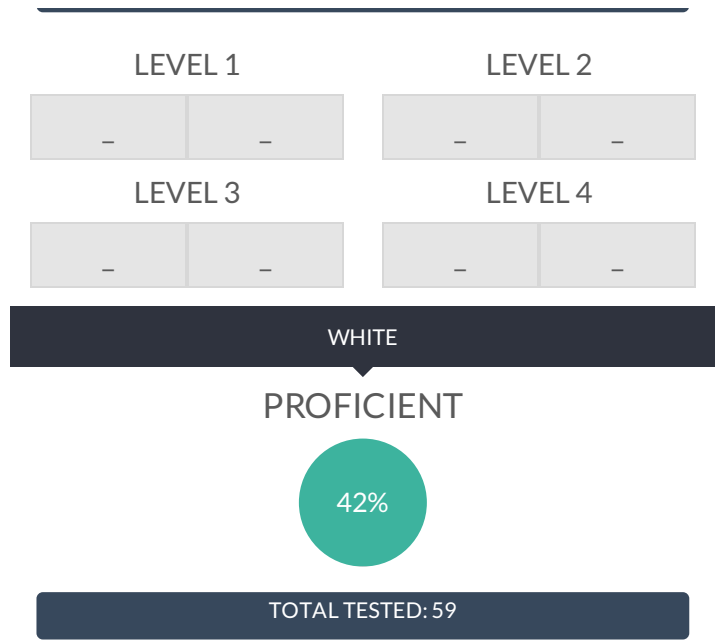 LEVEL 1 LEVEL 2
– – – –
LEVEL 3 LEVEL 4
– – – –
WHITE
PROFICIENT
42%
TOTAL TESTED: 59